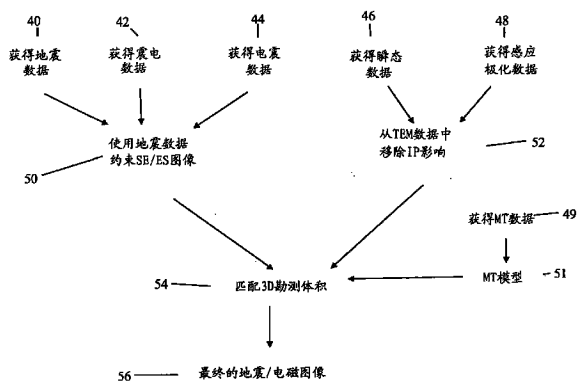 40
42
44
46
48
获得地震
数据
获得震电
数据
获得电震
数据
获得瞬态
数据
获得感应
极化数据
使用地震数据
约束SE/ES图像
50
从TEM数据中
移除IP影响
52
获得MT数据
49
MT模型
51
54
匹配3D勘测体积
56
最终的地震/电磁图像